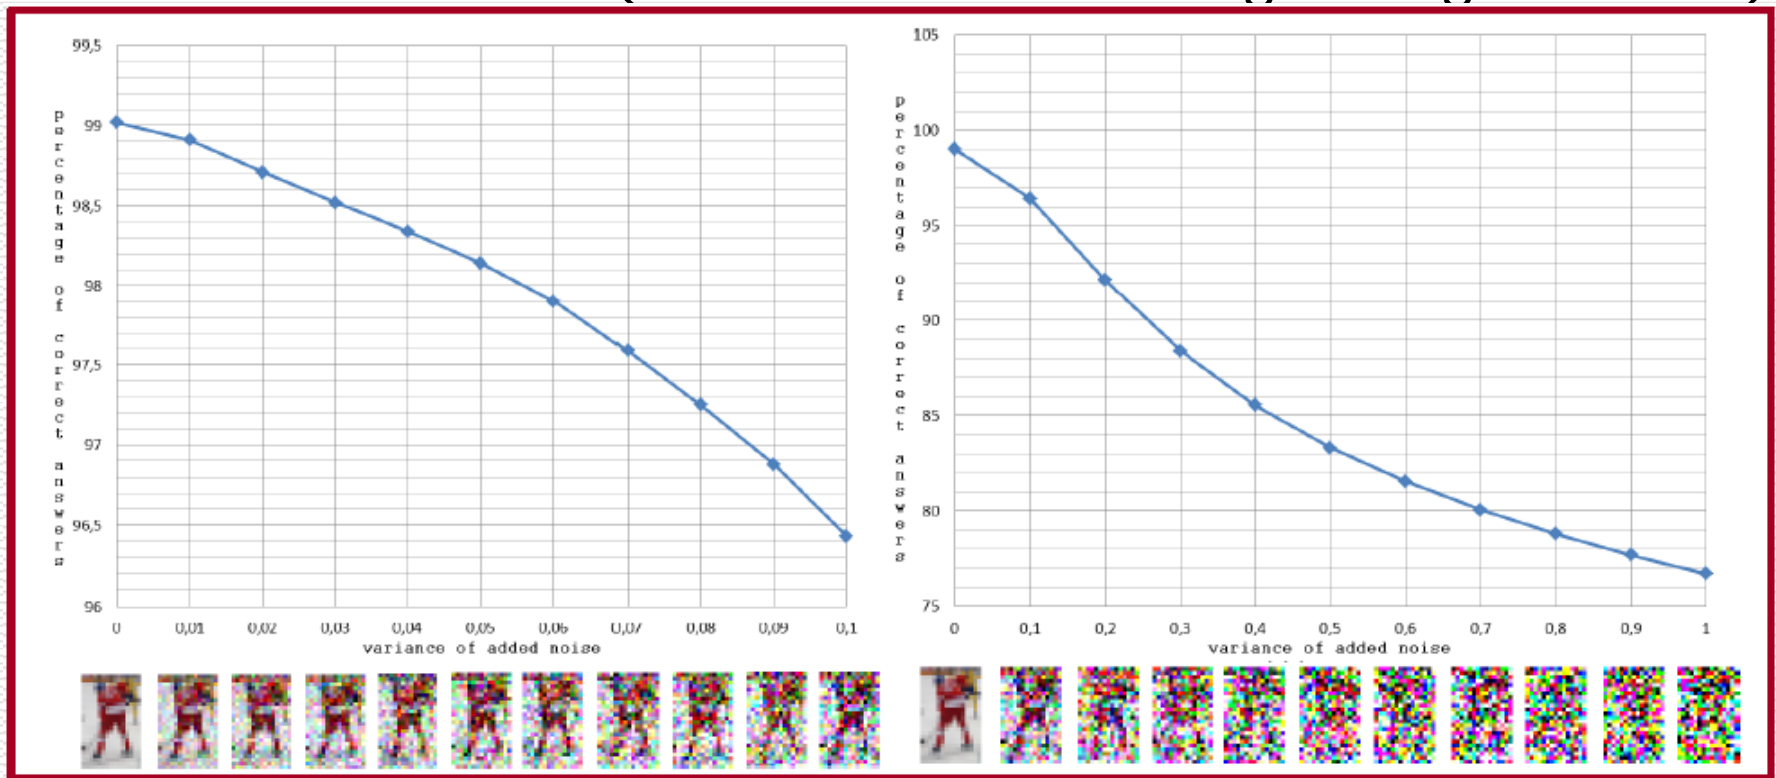 percentage of correct answers
99,5
99
98,5
98
97,5
97
96,5
96
0 0,01 0,02 0,03 0,04 0,05 0,06 0,07 0,08 0,09 0,1
variance of added noise
percentage of correct answers
105
100
95
90
85
80
75
0 0,1 0,2 0,3 0,4 0,5 0,6 0,7 0,8 0,9 1
variance of added noise